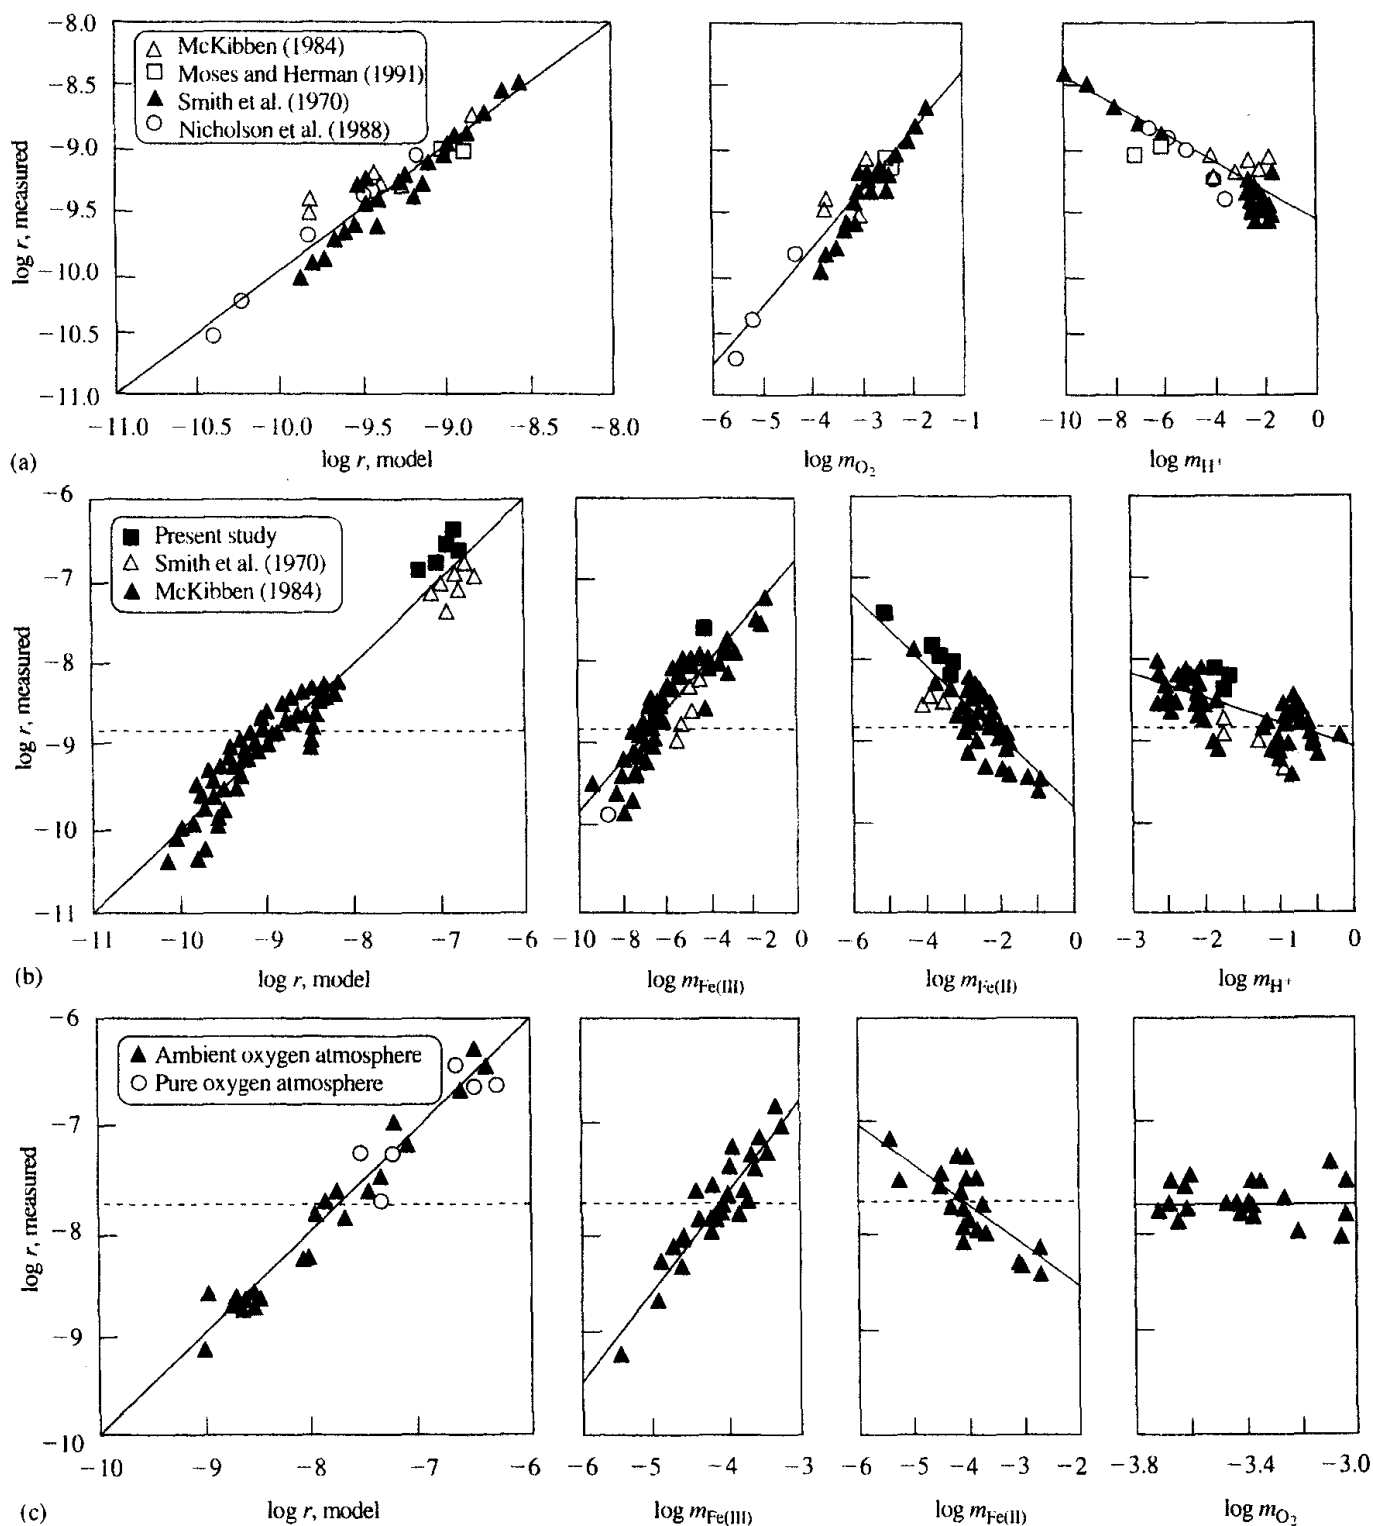 −8.0
△ McKibben (1984)
□ Moses and Herman (1991)
▲ Smith et al. (1970)
○ Nicholson et al. (1988)
−8.5
−9.0
−9.5
−10.0
−10.5
−11.0
log r, measured
−11.0 −10.5 −10.0 −9.5 −9.0 −8.5 −8.0
−6 −5 −4 −3 −2 −1
−10 −8 −6 −4 −2 0
(a) log r, model log mO2 log mH+
−6
■ Present study
△ Smith et al. (1970)
▲ McKibben (1984)
−7
−8
−9
−10
−11
log r, measured
−11 −10 −9 −8 −7 −6
−10 −8 −6 −4 −2 0
−6 −4 −2 0
−3 −2 −1 0
(b) log r, model log mFe(III) log mFe(II) log mH+
−6
▲ Ambient oxygen atmosphere
○ Pure oxygen atmosphere
−7
−8
−9
−10
log r, measured
−10 −9 −8 −7 −6
−6 −5 −4 −3
−6 −5 −4 −3 −2
−3.8 −3.4 −3.0
(c) log r, model log mFe(III) log mFe(II) log mO2